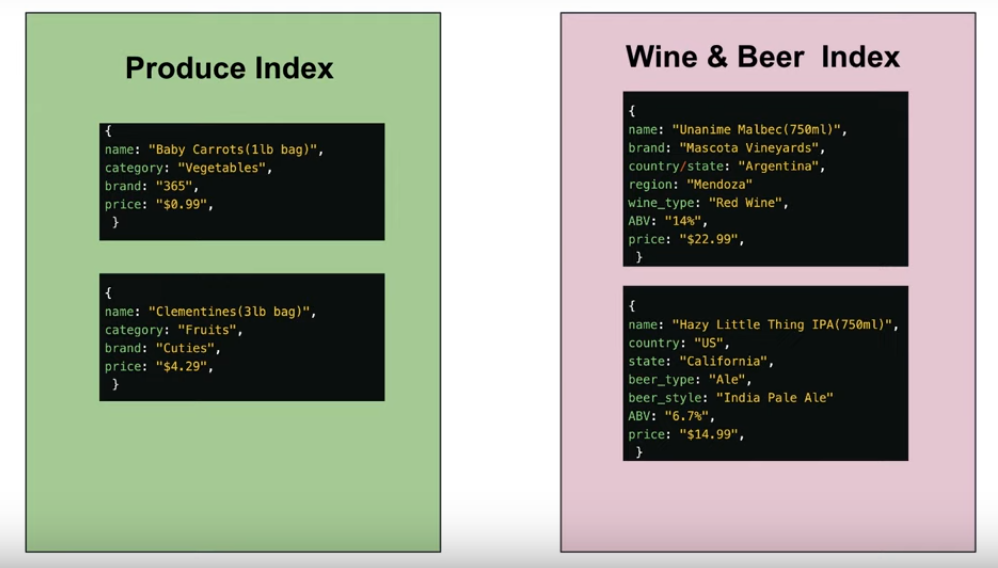 Produce Index
{
name: "Baby Carrots(1lb bag)",
category: "Vegetables",
brand: "365",
price: "$0.99",
}
{
name: "Clementines(3lb bag)",
category: "Fruits",
brand: "Cuties",
price: "$4.29",
}
Wine & Beer Index
{
name: "Unanime Malbec(750ml)",
brand: "Mascota Vineyards",
country/state: "Argentina",
region: "Mendoza"
wine_type: "Red Wine",
ABV: "14%",
price: "$22.99",
}
{
name: "Hazy Little Thing IPA(750ml)",
country: "US",
state: "California",
beer_type: "Ale",
beer_style: "India Pale Ale"
ABV: "6.7%",
price: "$14.99",
}